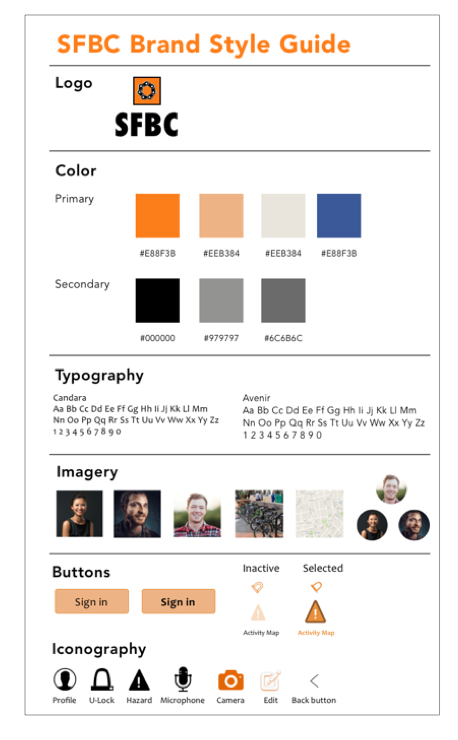 SFBC Brand Style Guide
Logo
SFBC
Color
Primary
#E88F3B #EEB384 #EEB384 #E88F3B
Secondary
#000000 #979797 #6C6B6C
Typography
Candara
Aa Bb Cc Dd Ee Ff Gg Hh Ii Jj Kk Ll Mm
Nn Oo Pp Qq Rr Ss Tt Uu Vv Ww Xx Yy Zz
1 2 3 4 5 6 7 8 9 0
Avenir
Aa Bb Cc Dd Ee Ff Gg Hh Ii Jj Kk Ll Mm
Nn Oo Pp Qq Rr Ss Tt Uu Vv Ww Xx Yy Zz
1 2 3 4 5 6 7 8 9 0
Imagery
Buttons
Inactive Selected
Sign in Sign in
Activity Map Activity Map
Iconography
Profile U-Lock Hazard Microphone Camera Edit Back button